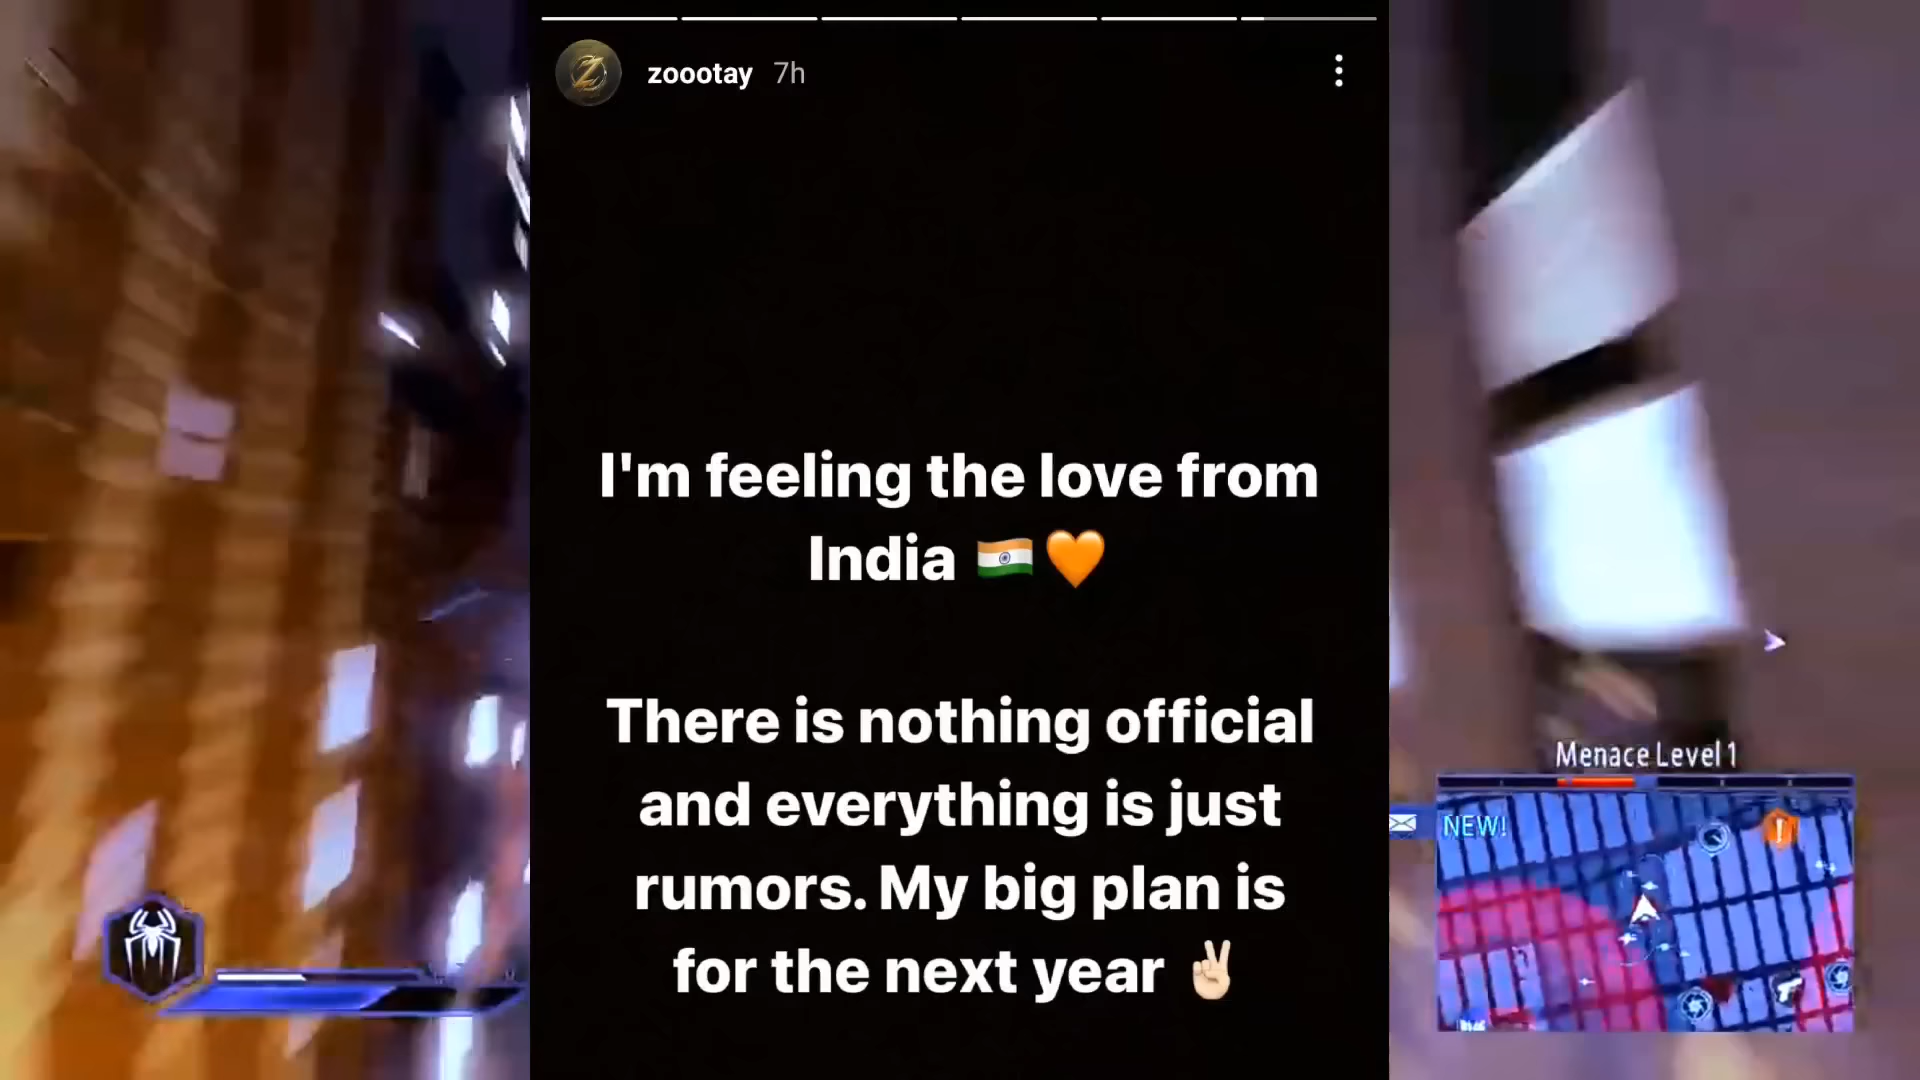 zoootay 7h
I'm feeling the love from
India 🇮🇳🧡
There is nothing official
and everything is just
rumors. My big plan is
for the next year ✌🏻
Menace Level 1
NEW!